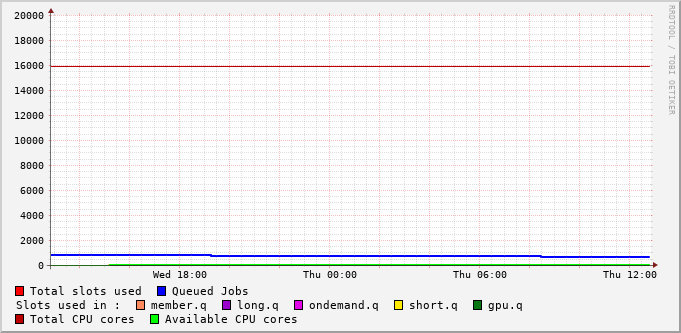 20000
18000
16000
14000
12000
10000
8000
6000
4000
2000
0
Wed 18:00 Thu 00:00 Thu 06:00 Thu 12:00
Total slots used Queued Jobs
Slots used in : member.q long.q ondemand.q short.q gpu.q
Total CPU cores Available CPU cores
RRDTOOL / TOBI OETIKER